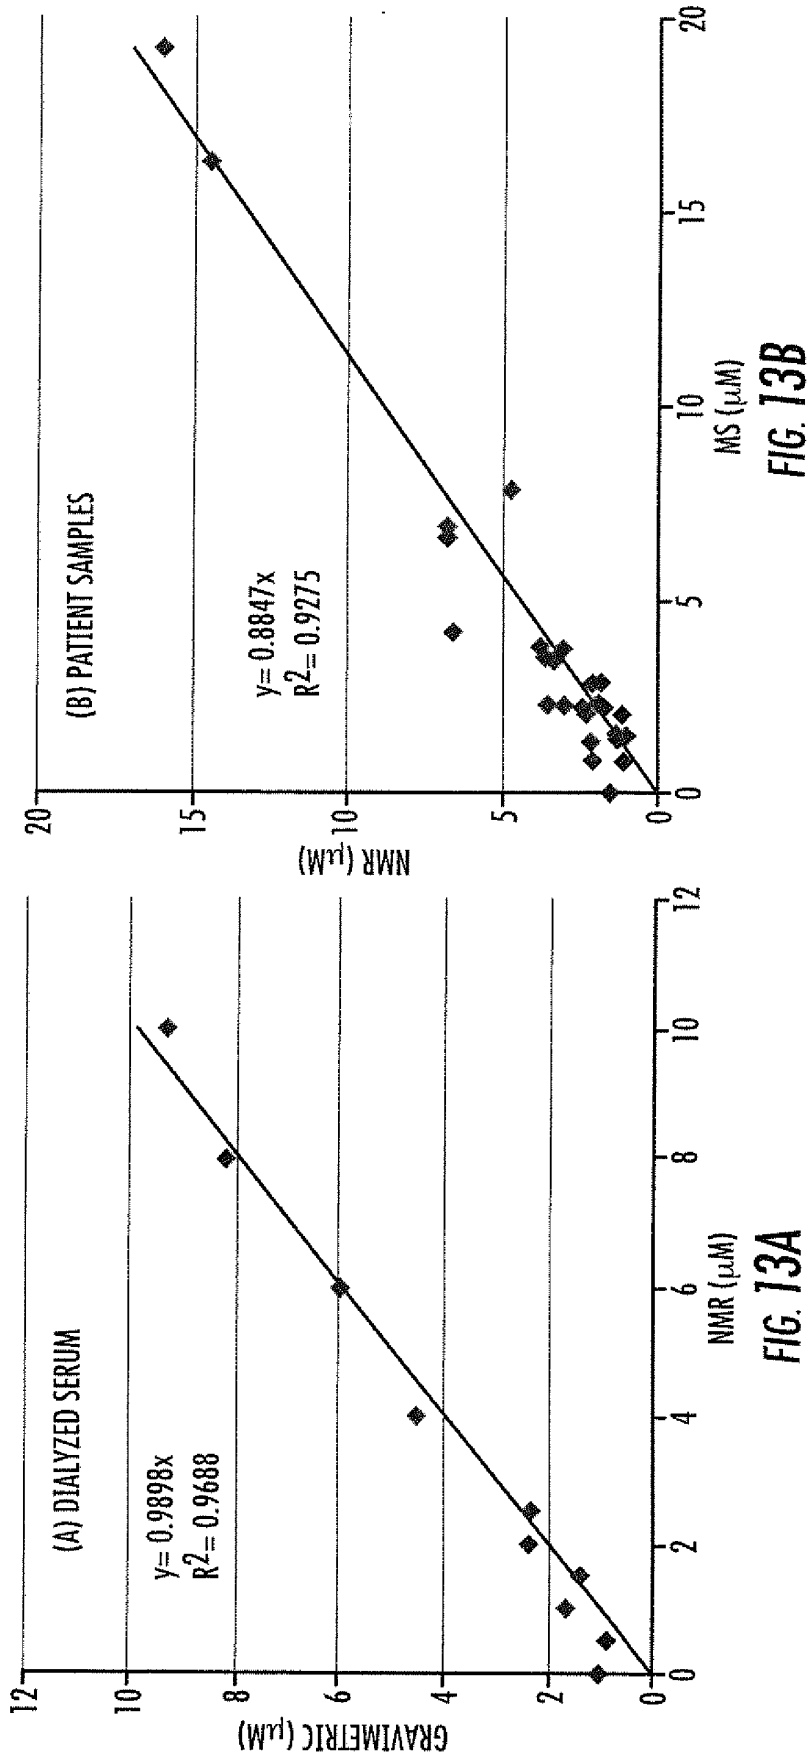 (A) DIALYZED SERUM
y= 0.9898x
R2= 0.9688
12
10
8
6
4
2
0
GRAVIMETRIC (µM)
0 2 4 6 8 10 12
NMR (µM)
FIG. 13A
(B) PATIENT SAMPLES
y= 0.8847x
R2= 0.9275
20
15
10
5
0
NMR (µM)
0 5 10 15 20
MS (µM)
FIG. 13B